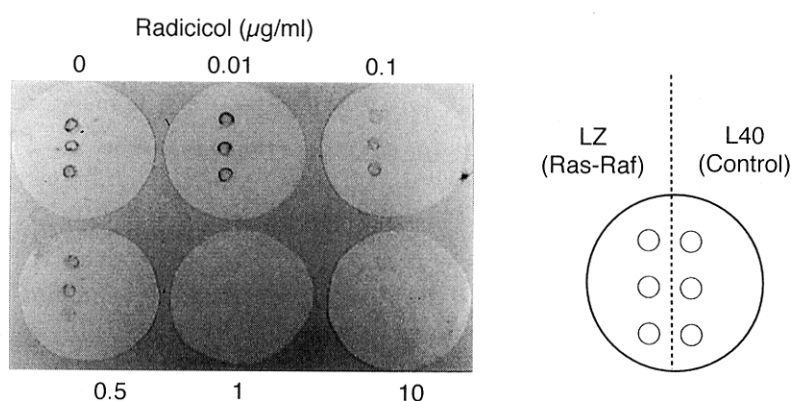 Radicicol (µg/ml)
0 0.01 0.1
LZ L40
(Ras-Raf) (Control)
0.5 1 10